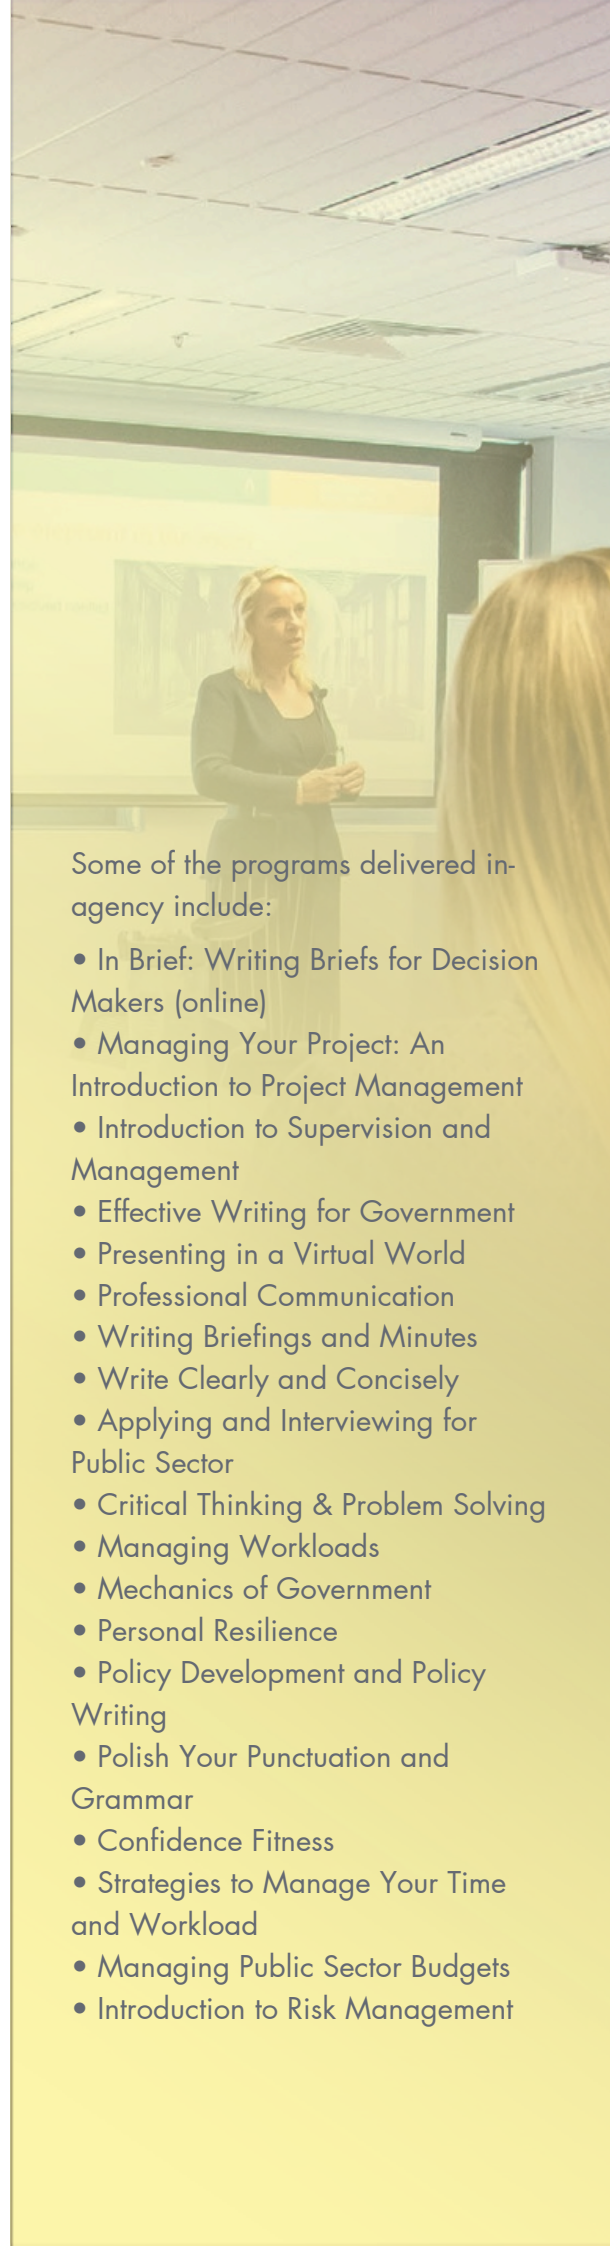 Some of the programs delivered in-
agency include:
• In Brief: Writing Briefs for Decision
Makers (online)
• Managing Your Project: An
Introduction to Project Management
• Introduction to Supervision and
Management
• Effective Writing for Government
• Presenting in a Virtual World
• Professional Communication
• Writing Briefings and Minutes
• Write Clearly and Concisely
• Applying and Interviewing for
Public Sector
• Critical Thinking & Problem Solving
• Managing Workloads
• Mechanics of Government
• Personal Resilience
• Policy Development and Policy
Writing
• Polish Your Punctuation and
Grammar
• Confidence Fitness
• Strategies to Manage Your Time
and Workload
• Managing Public Sector Budgets
• Introduction to Risk Management